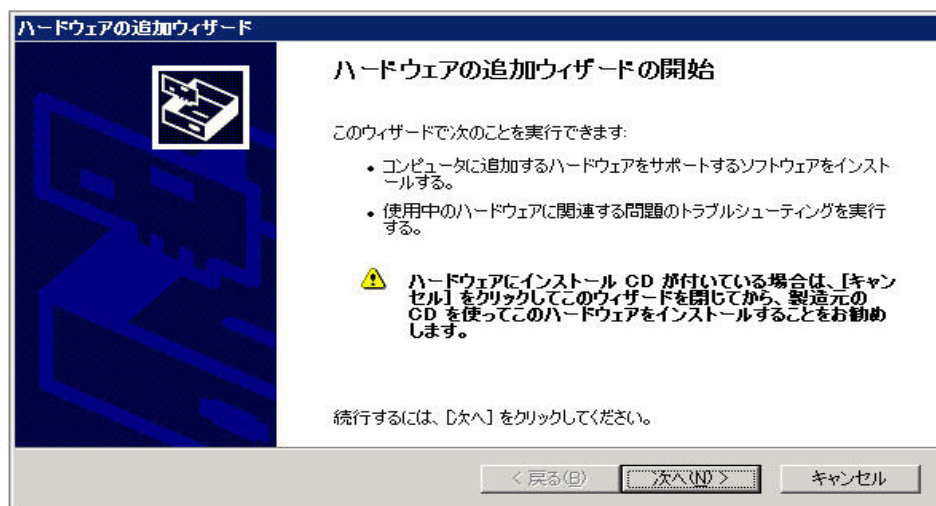 ハードウェアの追加ウィザード
ハードウェアの追加ウィザードの開始
このウィザードで次のことを実行できます:
• コンピュータに追加するハードウェアをサポートするソフトウェアをインスト
ールする。
• 使用中のハードウェアに関連する問題のトラブルシューティングを実行
する。
ハードウェアにインストール CD が付いている場合は、[キャン
セル] をクリックしてこのウィザードを閉じてから、製造元の
CD を使ってこのハードウェアをインストールすることをお勧め
します。
続行するには、[次へ] をクリックしてください。
< 戻る(B)
次へ(N) >
キャンセル